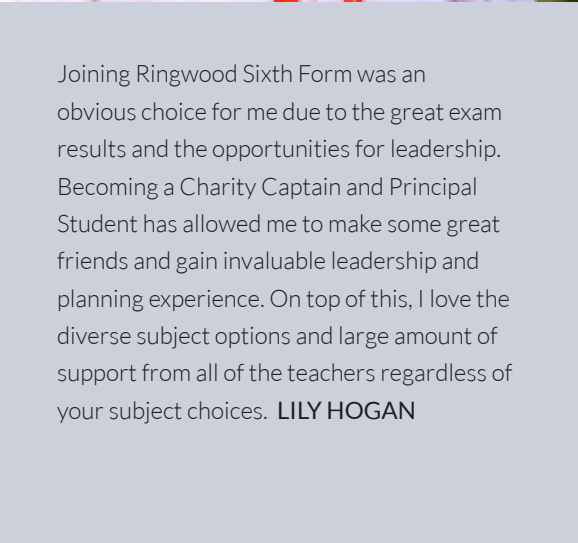 Joining Ringwood Sixth Form was an
obvious choice for me due to the great exam
results and the opportunities for leadership.
Becoming a Charity Captain and Principal
Student has allowed me to make some great
friends and gain invaluable leadership and
planning experience. On top of this, I love the
diverse subject options and large amount of
support from all of the teachers regardless of
your subject choices.  LILY HOGAN